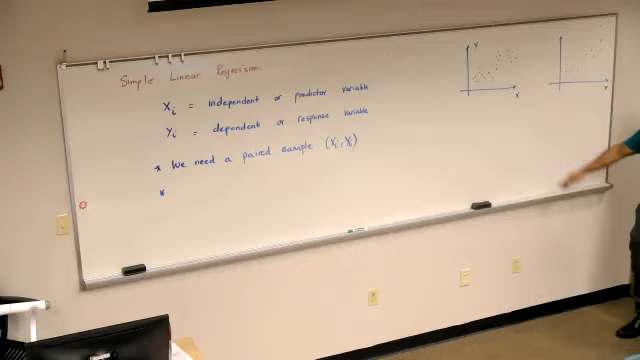 Simple Linear Regression.
Xi = independent or predictor variable
Yi = dependent or response variable
* We need a paired sample (Xi, Yi)
*
Y
X
X